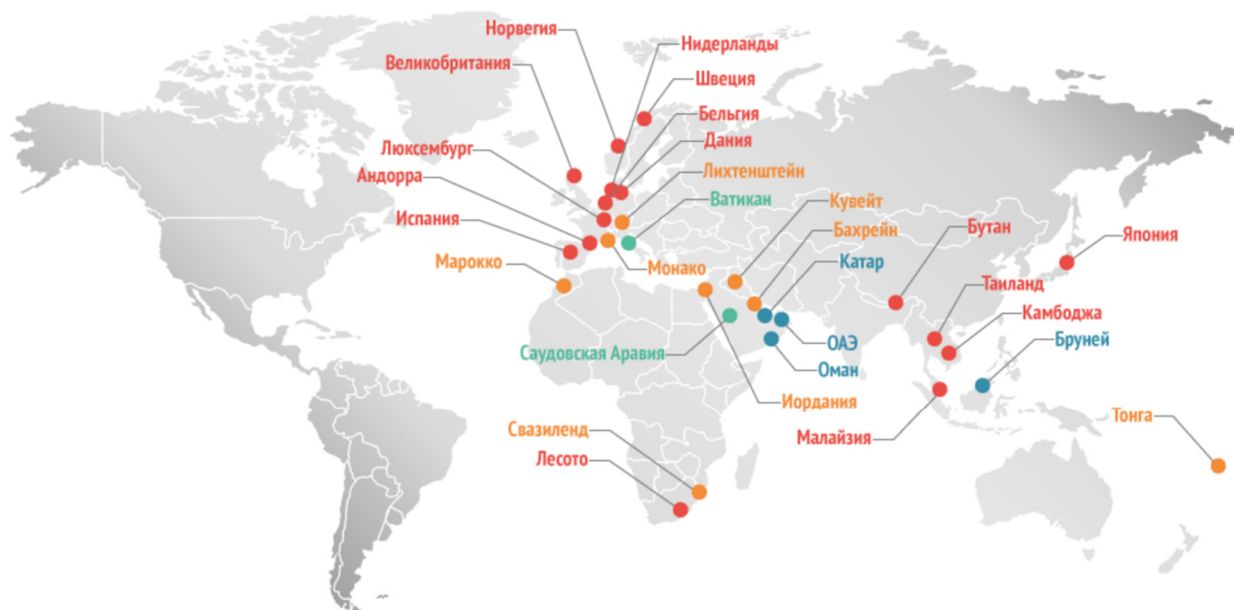 Норвегия
Нидерланды
Великобритания
Швеция
Бельгия
Дания
Люксембург
Лихтенштейн
Андорра
Ватикан
Кувейт
Испания
Бахрейн
Бутан
Япония
Марокко
Монако
Катар
Таиланд
Камбоджа
Саудовская Аравия
ОАЭ
Бруней
Оман
Иордания
Тонга
Свазиленд
Малайзия
Лесото